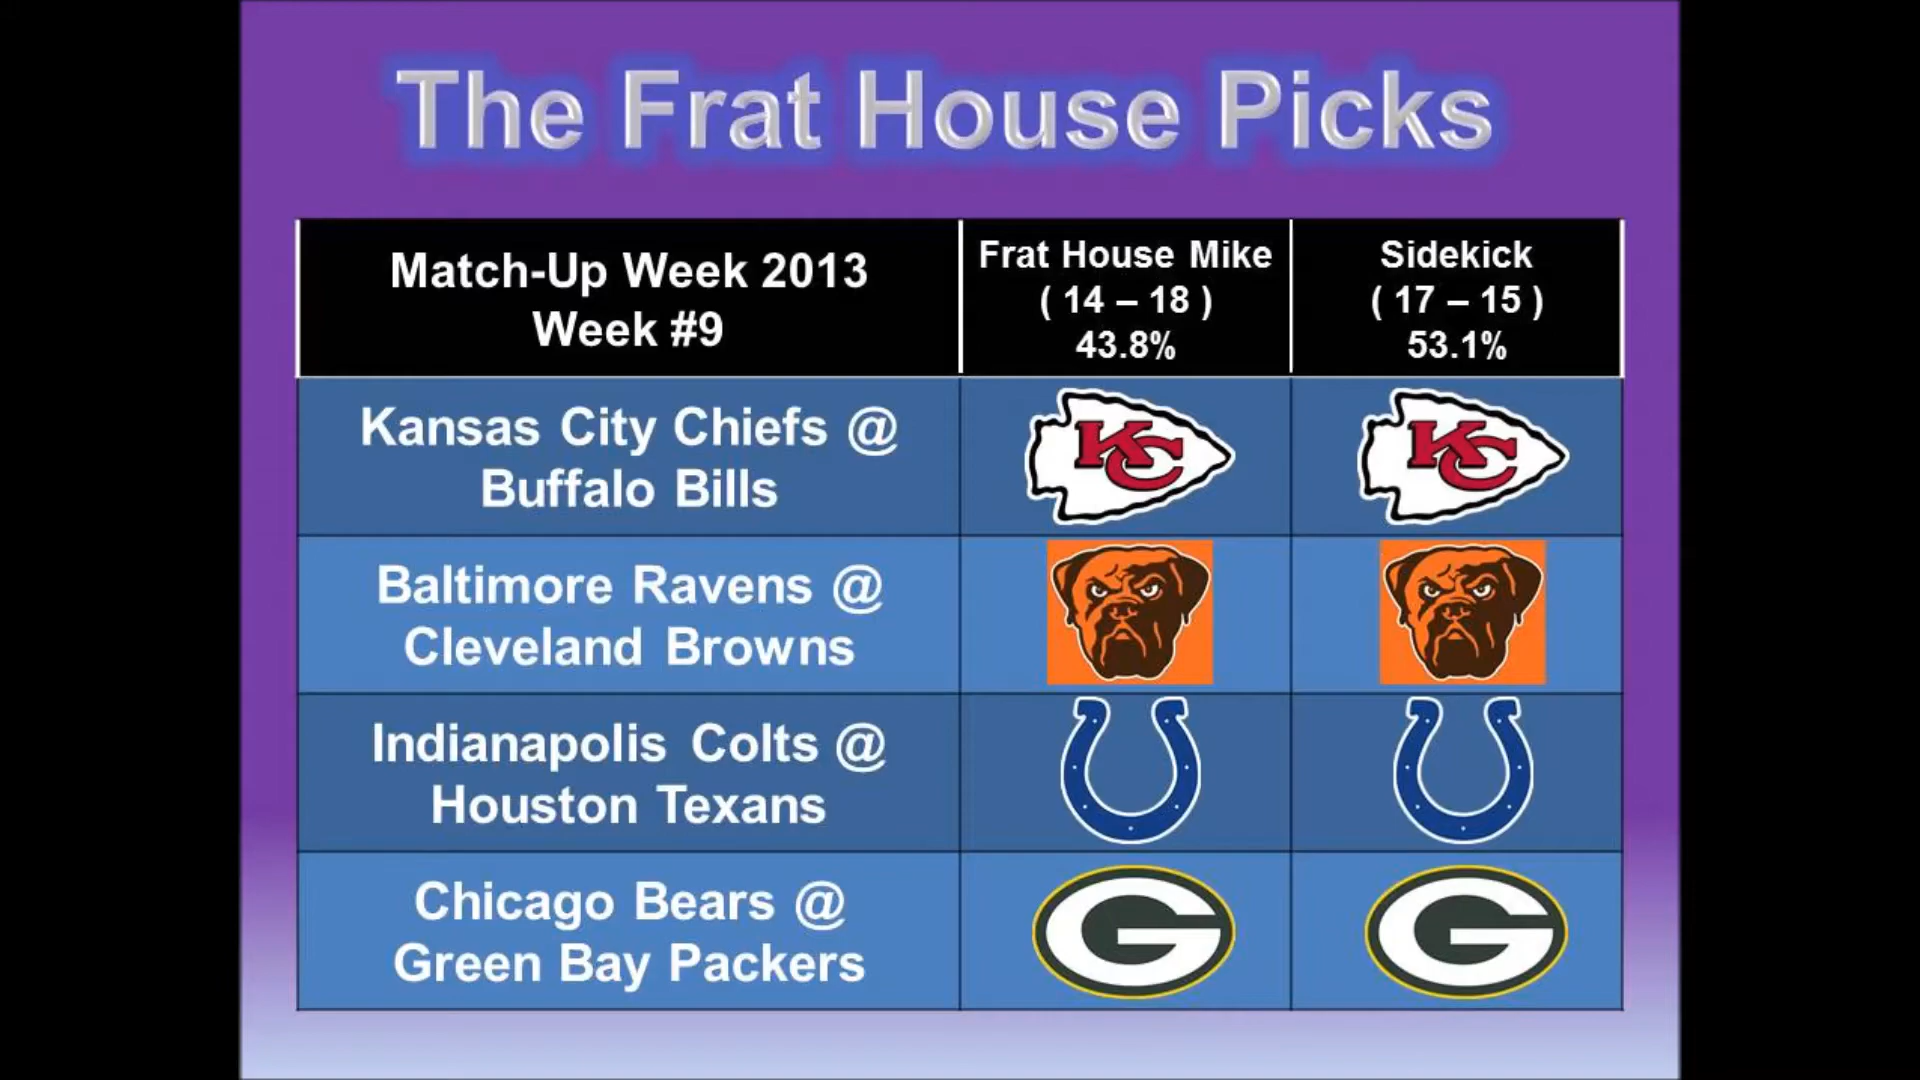 The Frat House Picks
Match-Up Week 2013
Week #9
Frat House Mike
( 14 – 18 )
43.8%
Sidekick
( 17 – 15 )
53.1%
Kansas City Chiefs @
Buffalo Bills
KC
KC
Baltimore Ravens @
Cleveland Browns
Indianapolis Colts @
Houston Texans
Chicago Bears @
Green Bay Packers
G
G